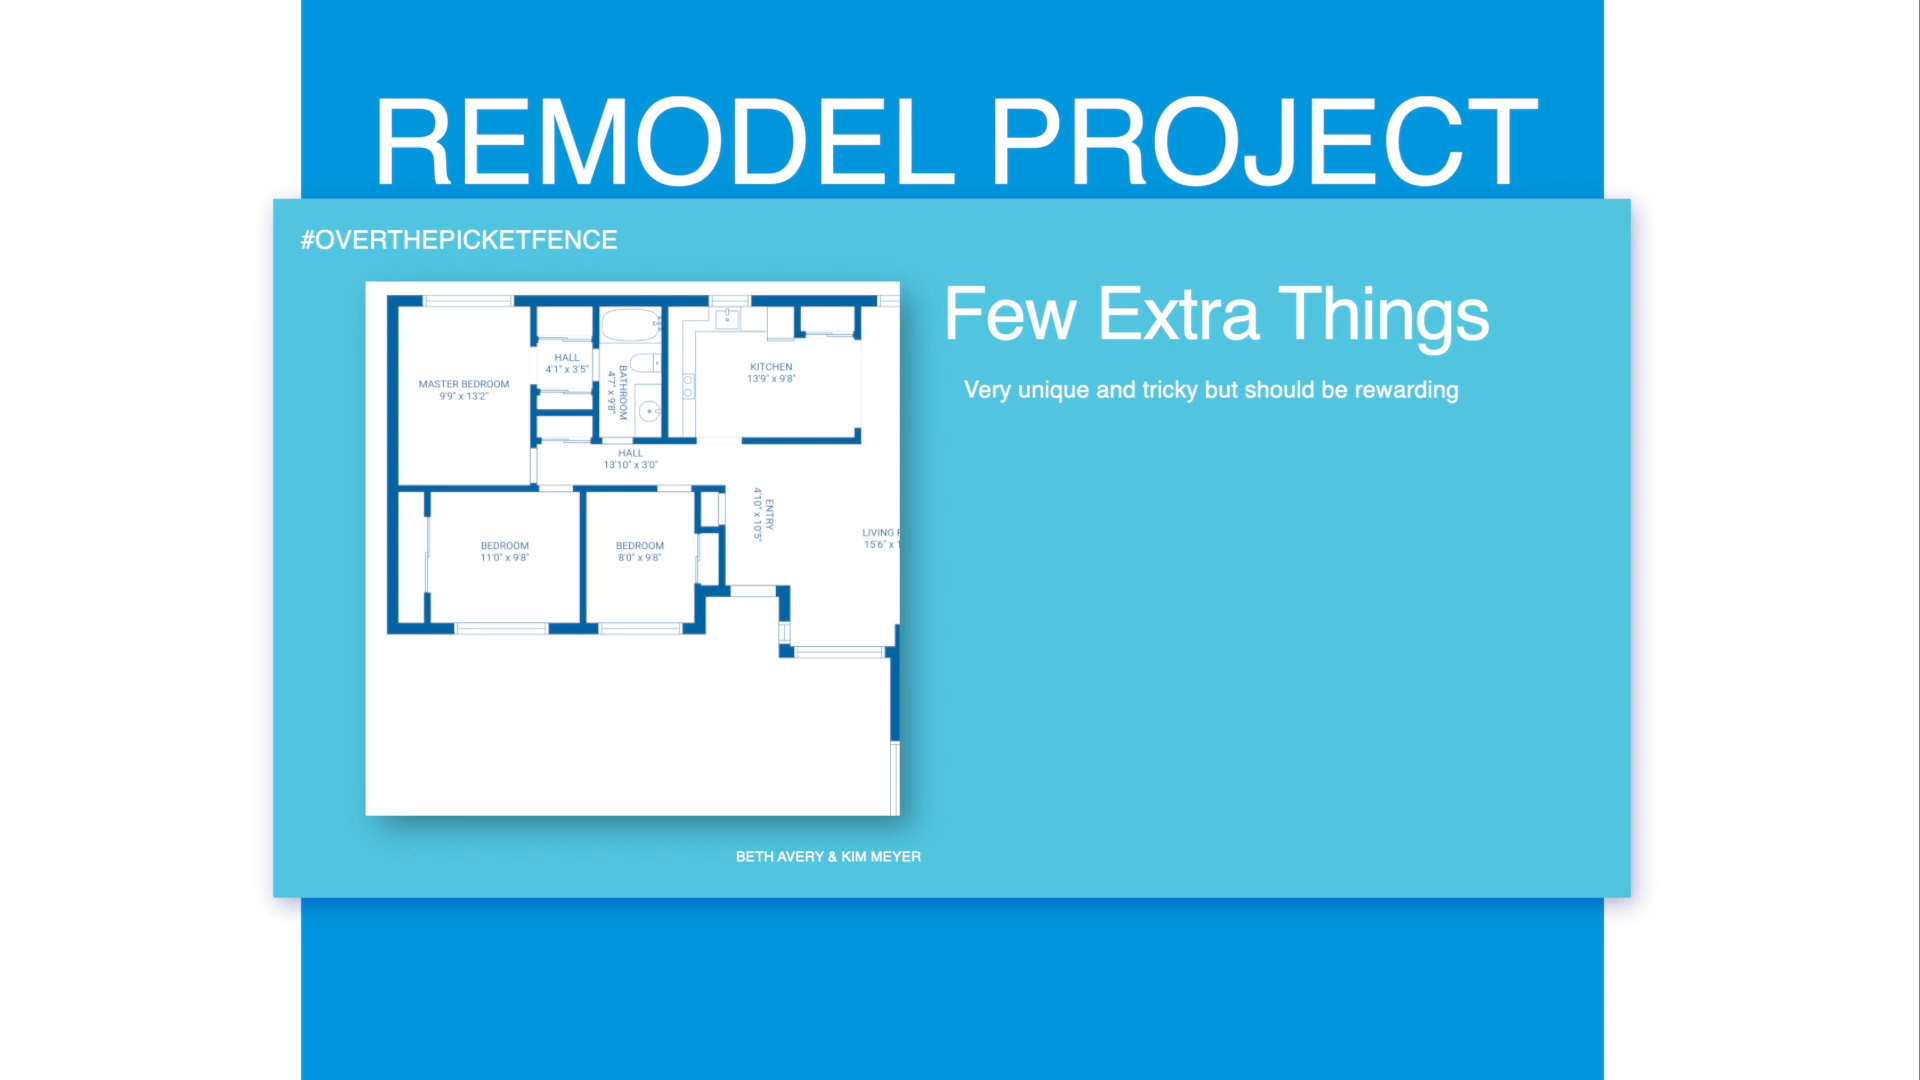 REMODEL PROJECT
#OVERTHEPICKETFENCE
Few Extra Things
Very unique and tricky but should be rewarding
MASTER BEDROOM
9'9" x 13'2"
HALL
4'1" x 3'5"
BATHROOM
4'7" x 9'8"
KITCHEN
13'9" x 9'8"
HALL
13'10" x 3'0"
ENTRY
4'10" x 10'5"
LIVING
15'6" x
BEDROOM
11'0" x 9'8"
BEDROOM
8'0" x 9'8"
BETH AVERY & KIM MEYER